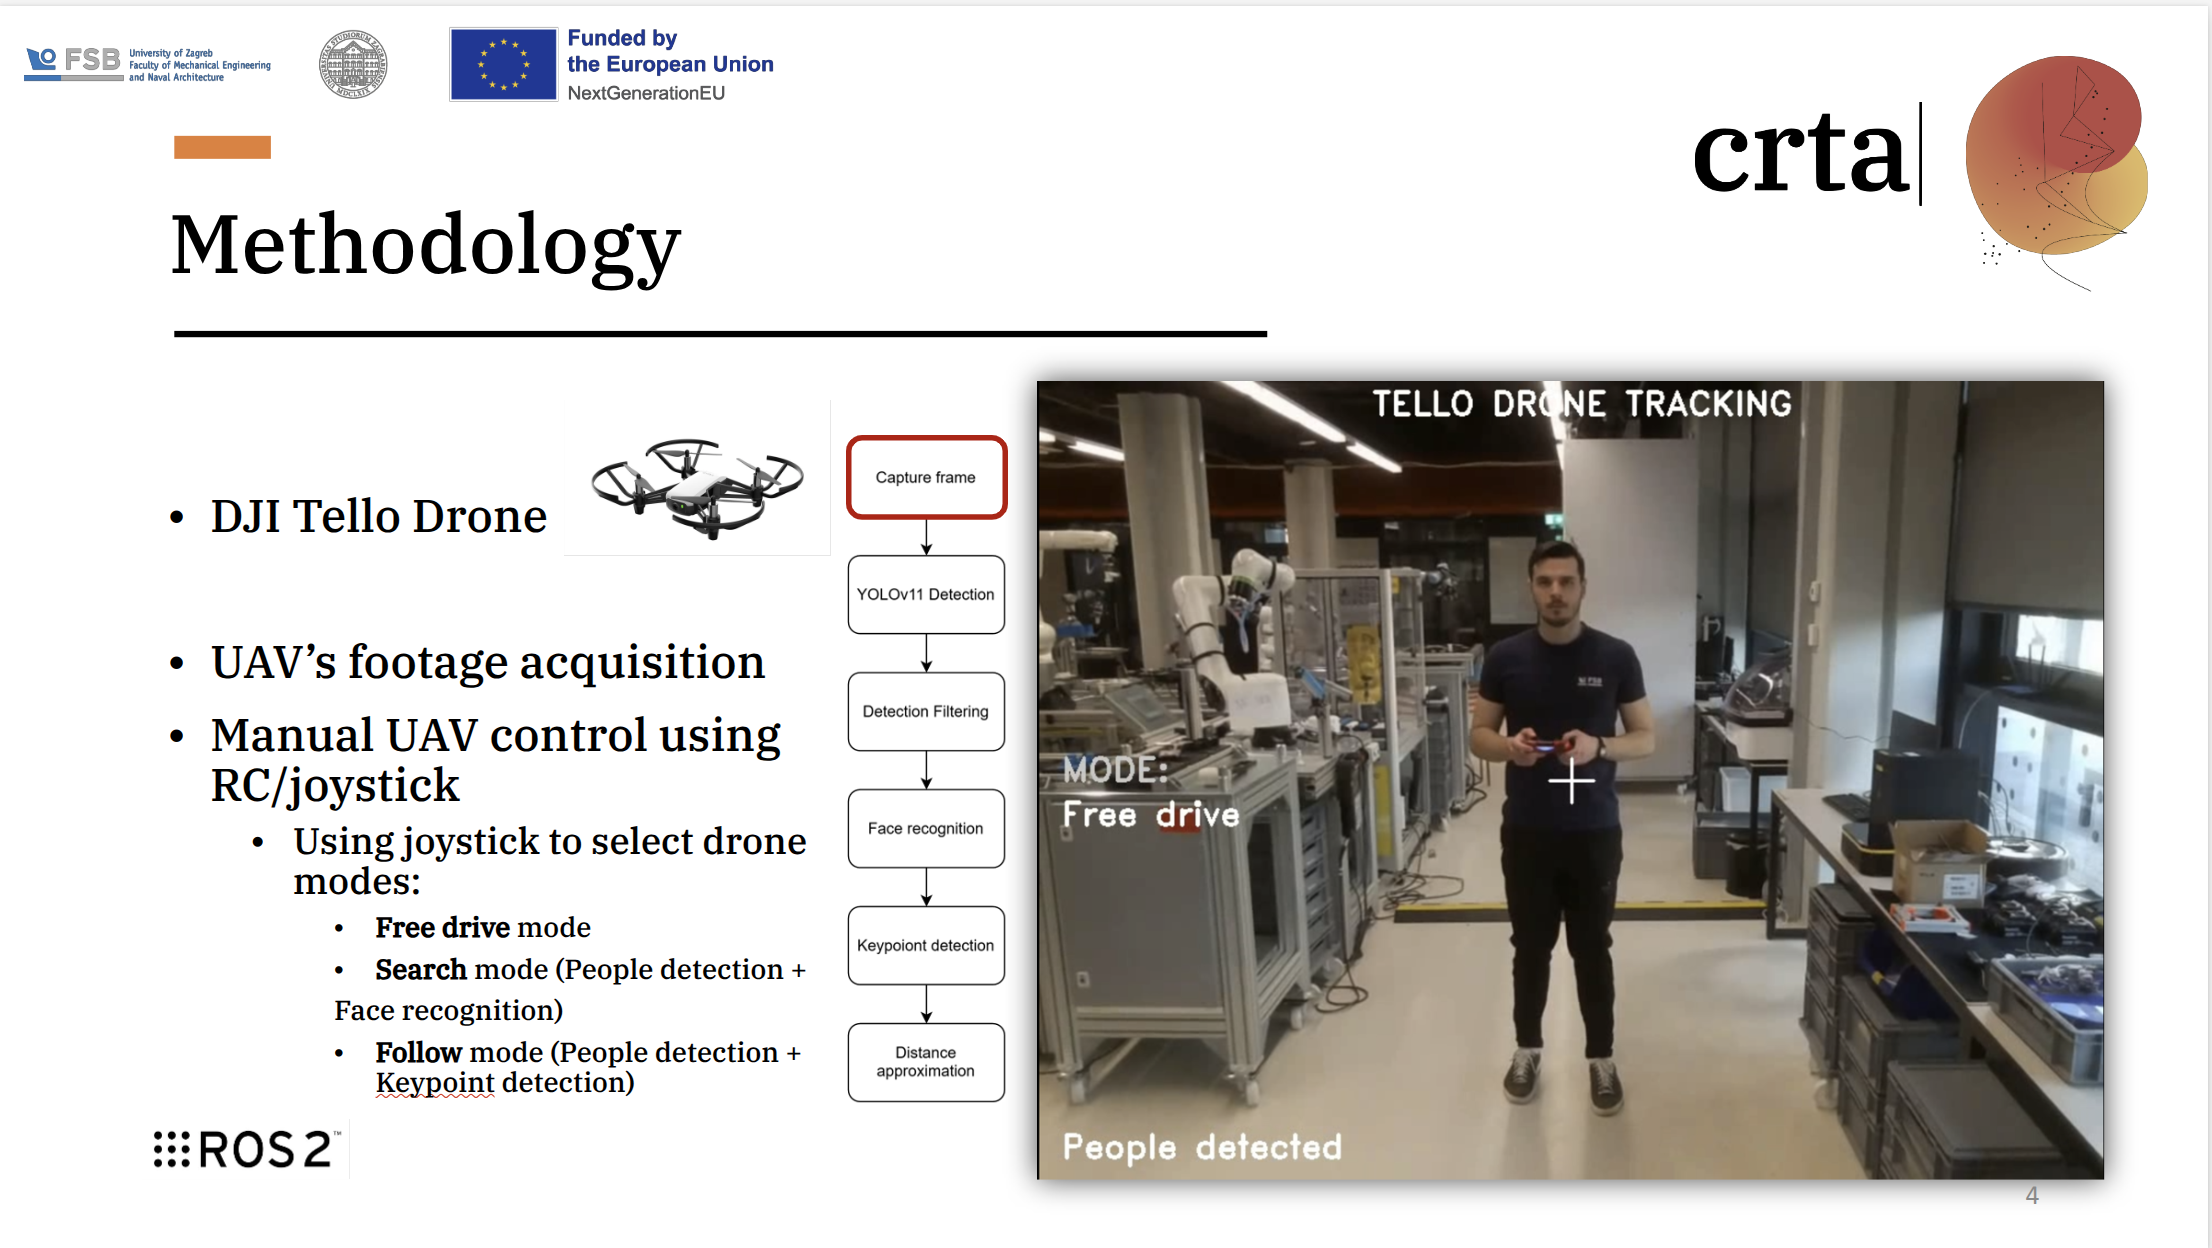 FSB
University of Zagreb
Faculty of Mechanical Engineering
and Naval Architecture
Funded by
the European Union
NextGenerationEU
crta
Methodology
• DJI Tello Drone
• UAV’s footage acquisition
• Manual UAV control using
RC/joystick
• Using joystick to select drone
modes:
• Free drive mode
• Search mode (People detection +
Face recognition)
• Follow mode (People detection +
Keypoint detection)
ROS 2™
Capture frame
YOLOv11 Detection
Detection Filtering
Face recognition
Keypoiont detection
Distance
approximation
TELLO DRONE TRACKING
MODE:
Free drive
People detected
4